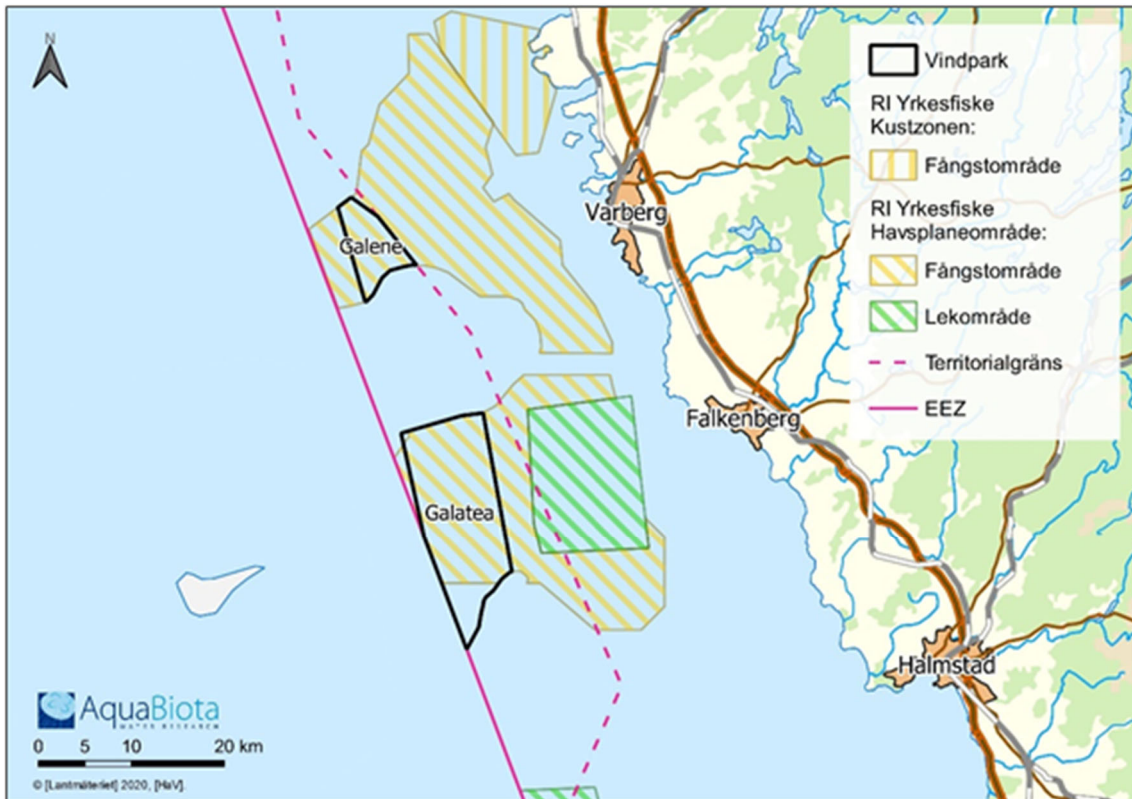 N
Vindpark
RI Yrkesfiske
Kustzonen:
Fångstområde
RI Yrkesfiske
Havsplaneområde:
Fångstområde
Lekområde
Territorialgräns
EEZ
Varberg
Galene
Falkenberg
Galatea
Halmstad
AquaBiota
WATER RESEARCH
0 5 10 20 km
© [Lantmäteriet] 2020, [HaV].